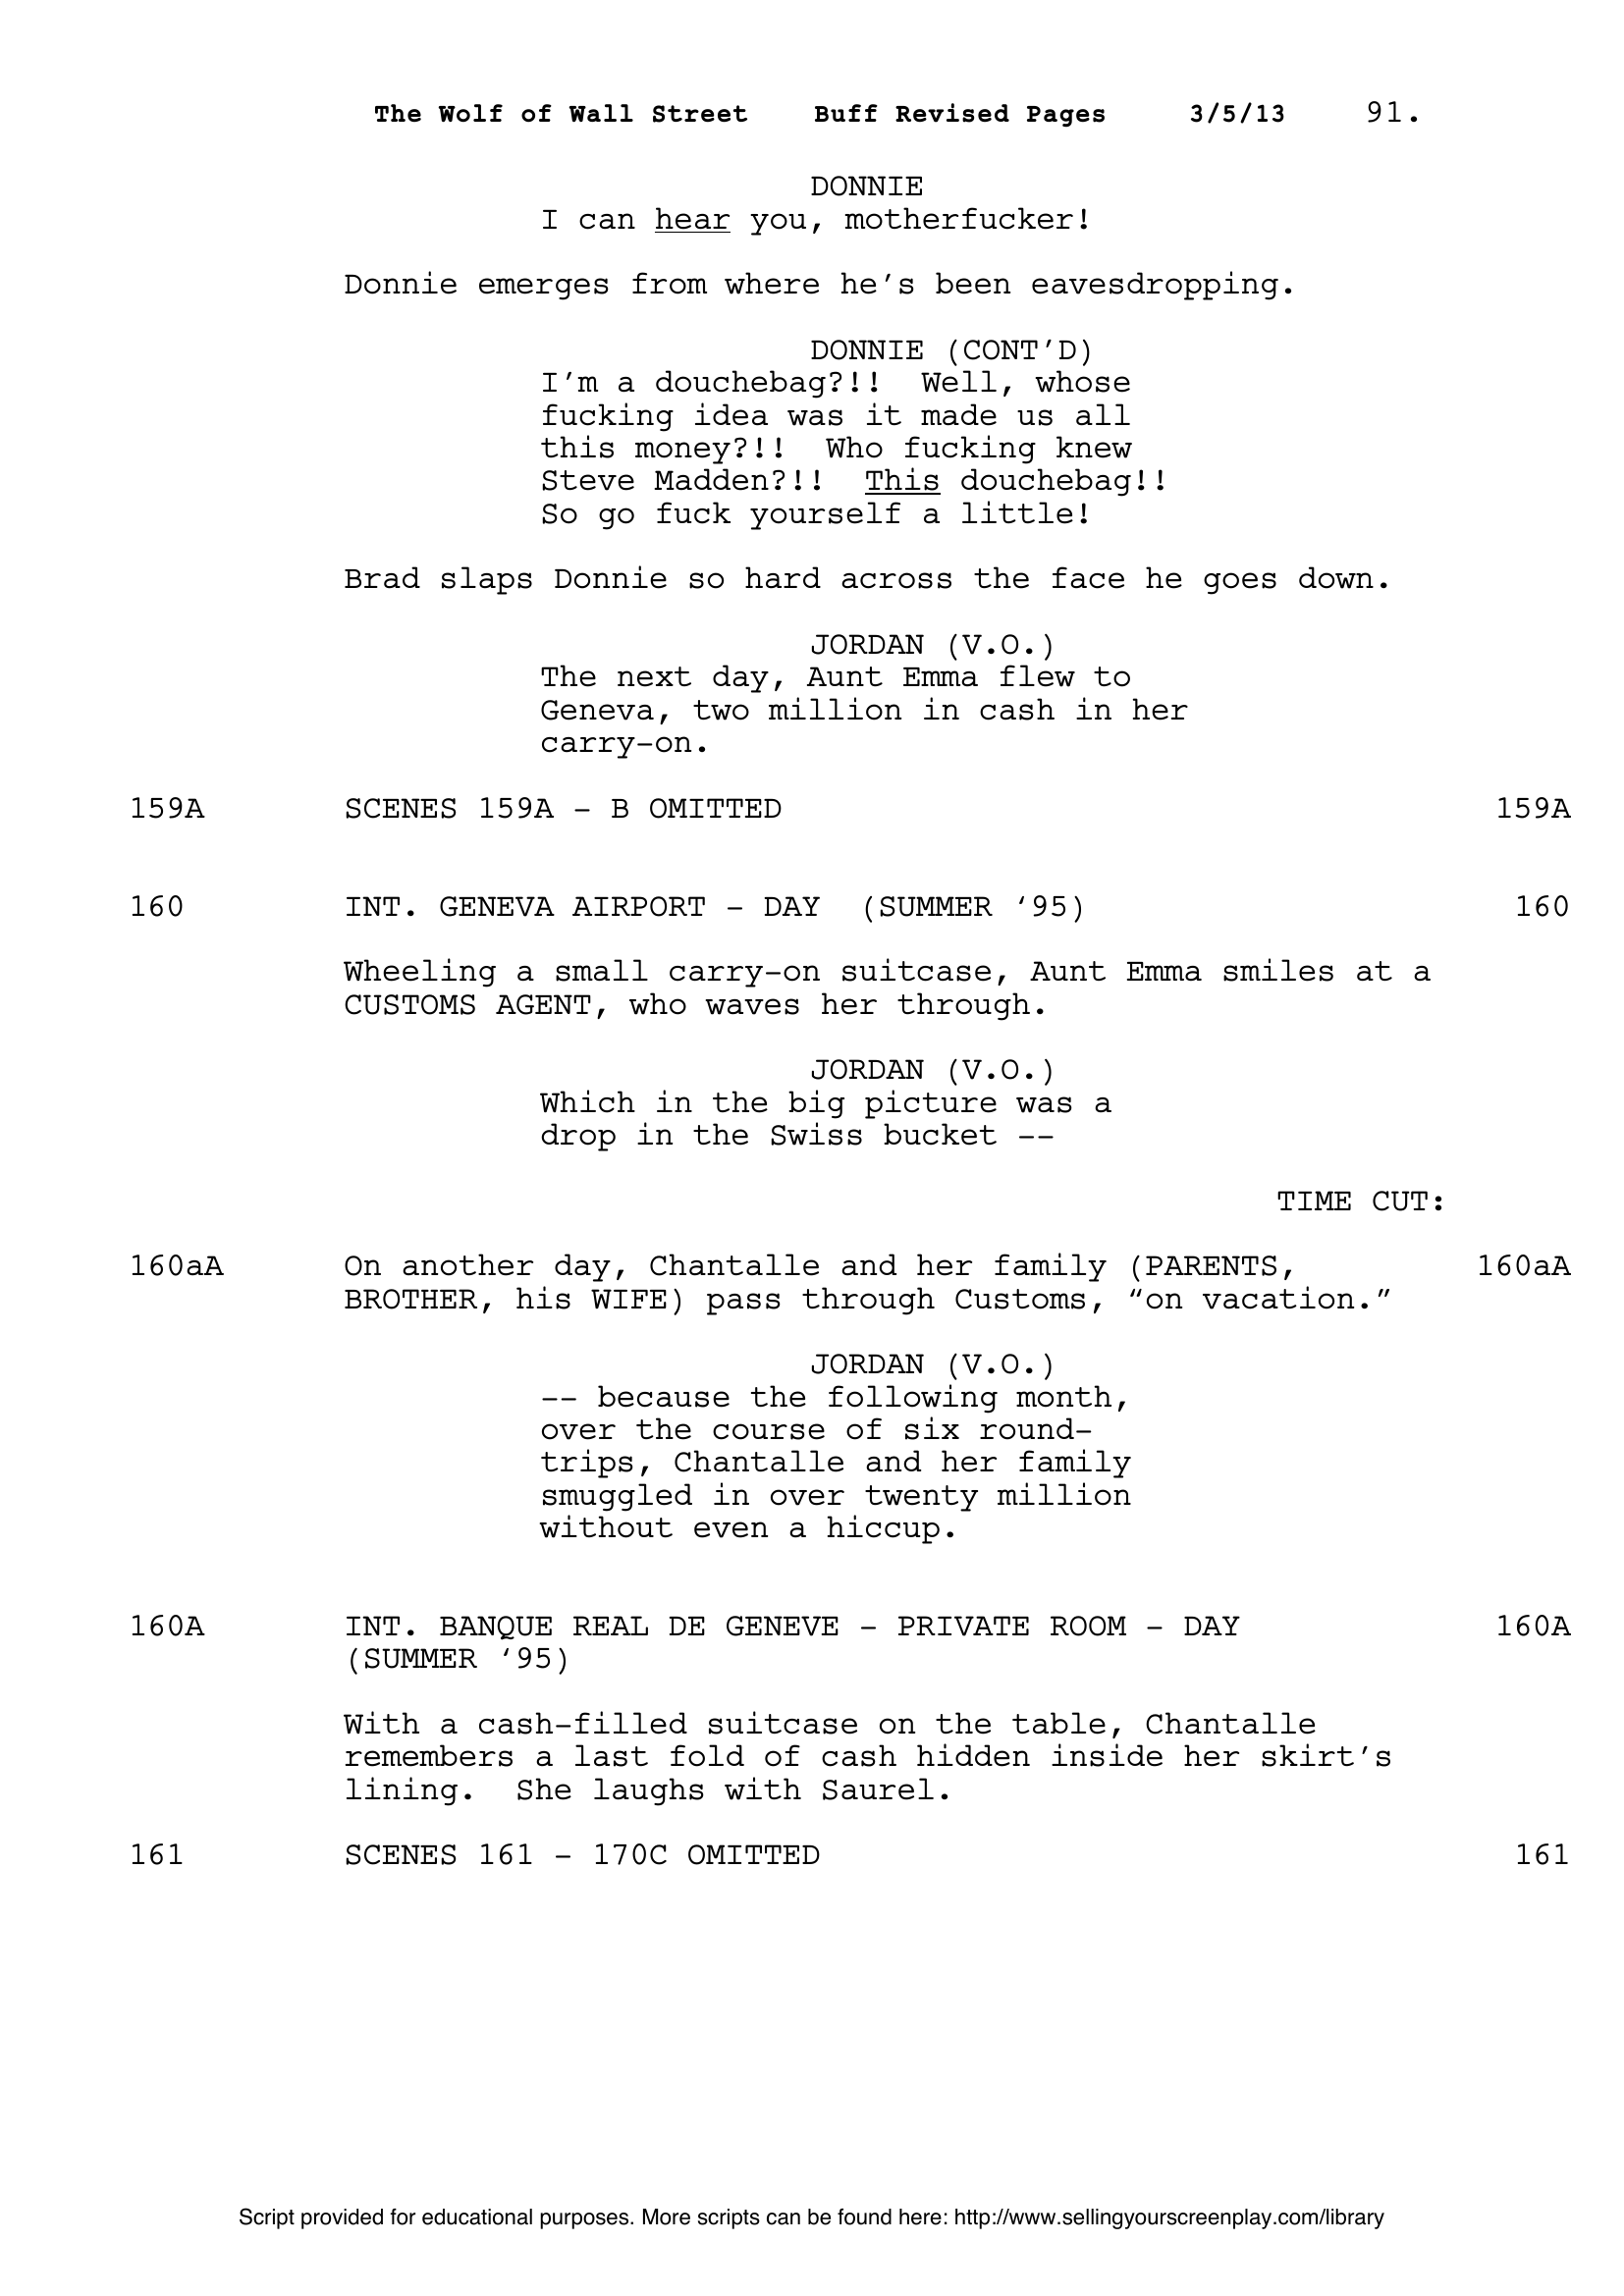 The Wolf of Wall Street    Buff Revised Pages    3/5/13    91.
DONNIE
I can hear you, motherfucker!
Donnie emerges from where he’s been eavesdropping.
DONNIE (CONT’D)
I’m a douchebag?!!  Well, whose
fucking idea was it made us all
this money?!!  Who fucking knew
Steve Madden?!!  This douchebag!!
So go fuck yourself a little!
Brad slaps Donnie so hard across the face he goes down.
JORDAN (V.O.)
The next day, Aunt Emma flew to
Geneva, two million in cash in her
carry-on.
159A    SCENES 159A - B OMITTED    159A
160    INT. GENEVA AIRPORT - DAY  (SUMMER ‘95)    160
Wheeling a small carry-on suitcase, Aunt Emma smiles at a
CUSTOMS AGENT, who waves her through.
JORDAN (V.O.)
Which in the big picture was a
drop in the Swiss bucket --
TIME CUT:
160aA    On another day, Chantalle and her family (PARENTS,    160aA
BROTHER, his WIFE) pass through Customs, “on vacation.”
JORDAN (V.O.)
-- because the following month,
over the course of six round-
trips, Chantalle and her family
smuggled in over twenty million
without even a hiccup.
160A    INT. BANQUE REAL DE GENEVE - PRIVATE ROOM - DAY    160A
(SUMMER ‘95)
With a cash-filled suitcase on the table, Chantalle
remembers a last fold of cash hidden inside her skirt’s
lining.  She laughs with Saurel.
161    SCENES 161 - 170C OMITTED    161
Script provided for educational purposes. More scripts can be found here: http://www.sellingyourscreenplay.com/library